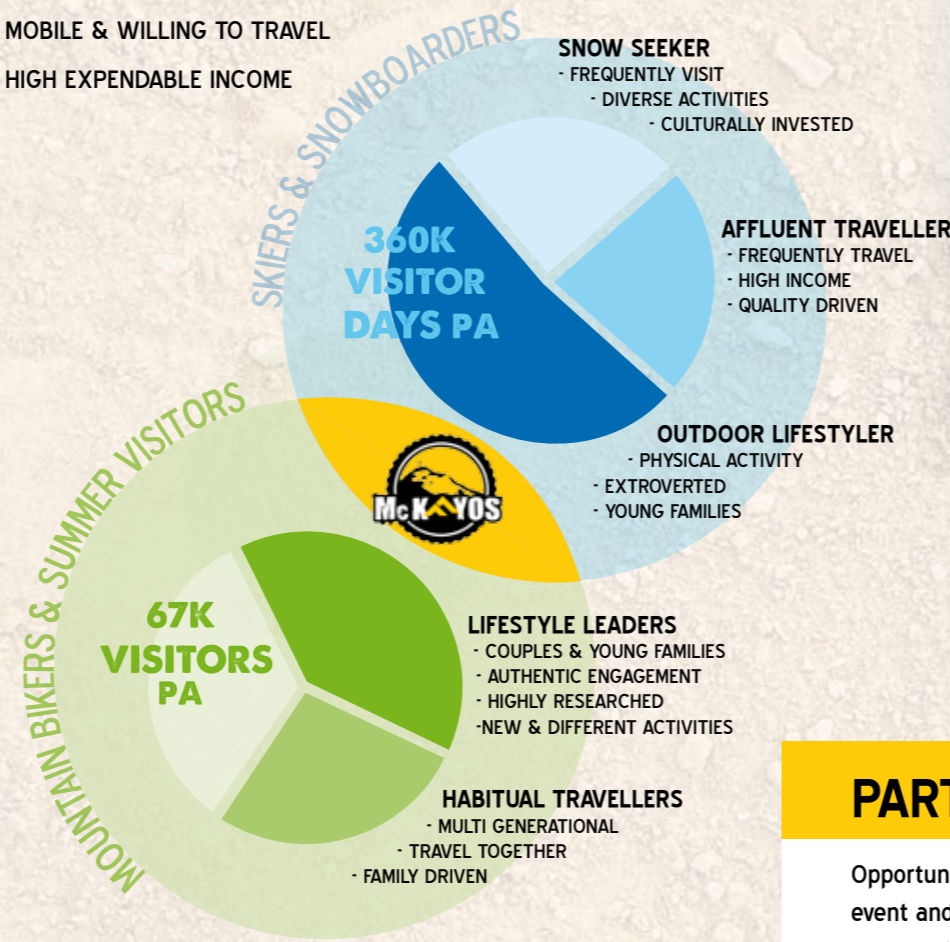 MOBILE & WILLING TO TRAVEL
HIGH EXPENDABLE INCOME
SKIERS & SNOWBOARDERS
SNOW SEEKER
- FREQUENTLY VISIT
- DIVERSE ACTIVITIES
- CULTURALLY INVESTED
360K
VISITOR
DAYS PA
AFFLUENT TRAVELLER
- FREQUENTLY TRAVEL
- HIGH INCOME
- QUALITY DRIVEN
OUTDOOR LIFESTYLER
- PHYSICAL ACTIVITY
- EXTROVERTED
- YOUNG FAMILIES
McKAYOS
MOUNTAIN BIKERS & SUMMER VISITORS
67K
VISITORS
PA
LIFESTYLE LEADERS
- COUPLES & YOUNG FAMILIES
- AUTHENTIC ENGAGEMENT
- HIGHLY RESEARCHED
-NEW & DIFFERENT ACTIVITIES
HABITUAL TRAVELLERS
- MULTI GENERATIONAL
- TRAVEL TOGETHER
- FAMILY DRIVEN
PART
Opportun
event and